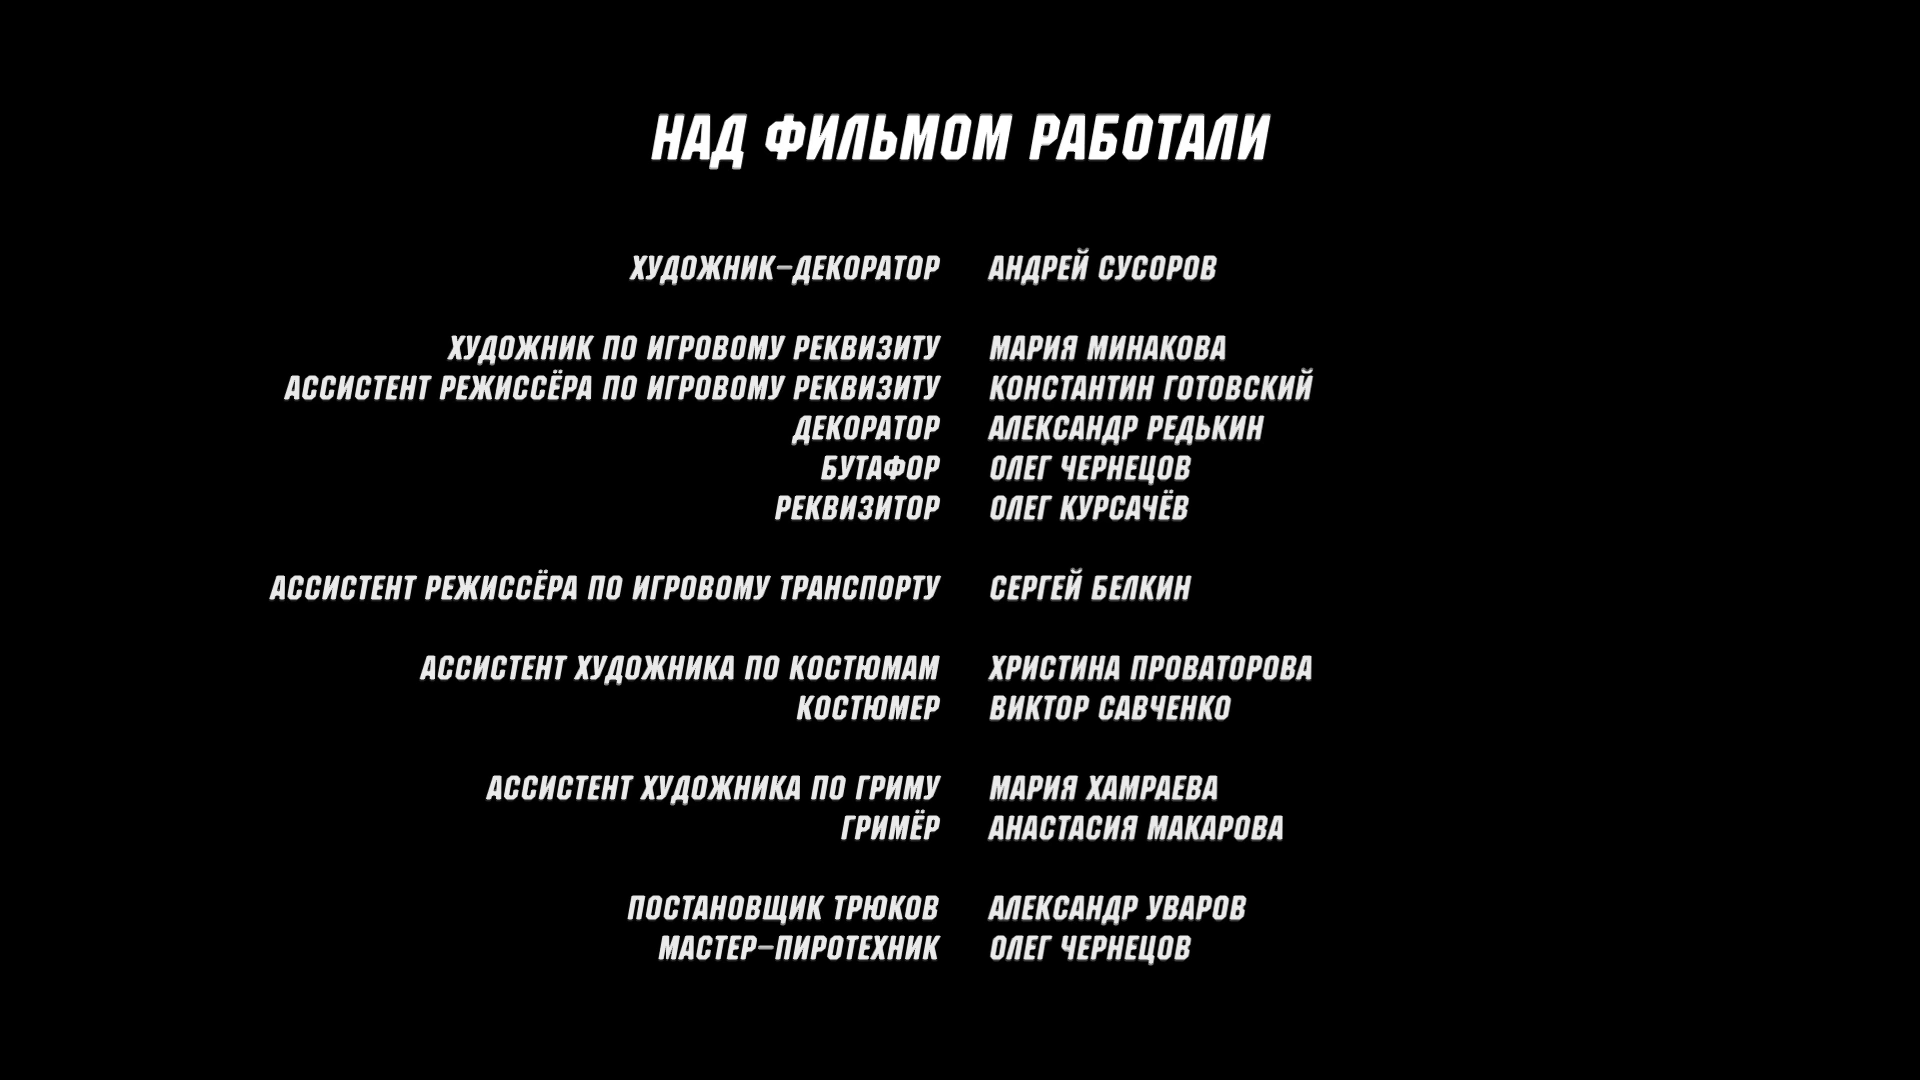 НАД ФИЛЬМОМ РАБОТАЛИ
ХУДОЖНИК-ДЕКОРАТОР АНДРЕЙ СУСОРОВ
ХУДОЖНИК ПО ИГРОВОМУ РЕКВИЗИТУ МАРИЯ МИНАКОВА
АССИСТЕНТ РЕЖИССЁРА ПО ИГРОВОМУ РЕКВИЗИТУ КОНСТАНТИН ГОТОВСКИЙ
ДЕКОРАТОР АЛЕКСАНДР РЕДЬКИН
БУТАФОР ОЛЕГ ЧЕРНЕЦОВ
РЕКВИЗИТОР ОЛЕГ КУРСАЧЁВ
АССИСТЕНТ РЕЖИССЁРА ПО ИГРОВОМУ ТРАНСПОРТУ СЕРГЕЙ БЕЛКИН
АССИСТЕНТ ХУДОЖНИКА ПО КОСТЮМАМ ХРИСТИНА ПРОВАТОРОВА
КОСТЮМЕР ВИКТОР САВЧЕНКО
АССИСТЕНТ ХУДОЖНИКА ПО ГРИМУ МАРИЯ ХАМРАЕВА
ГРИМЁР АНАСТАСИЯ МАКАРОВА
ПОСТАНОВЩИК ТРЮКОВ АЛЕКСАНДР УВАРОВ
МАСТЕР-ПИРОТЕХНИК ОЛЕГ ЧЕРНЕЦОВ